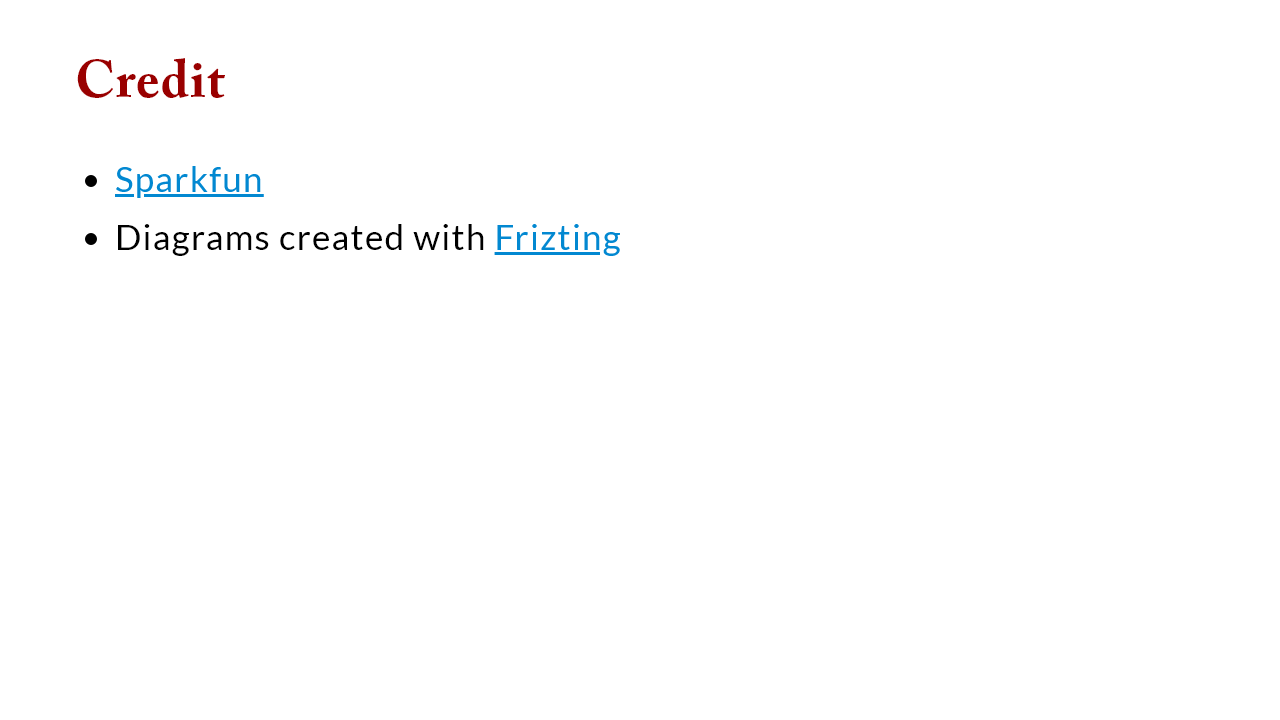 Credit
• Sparkfun
• Diagrams created with Frizting